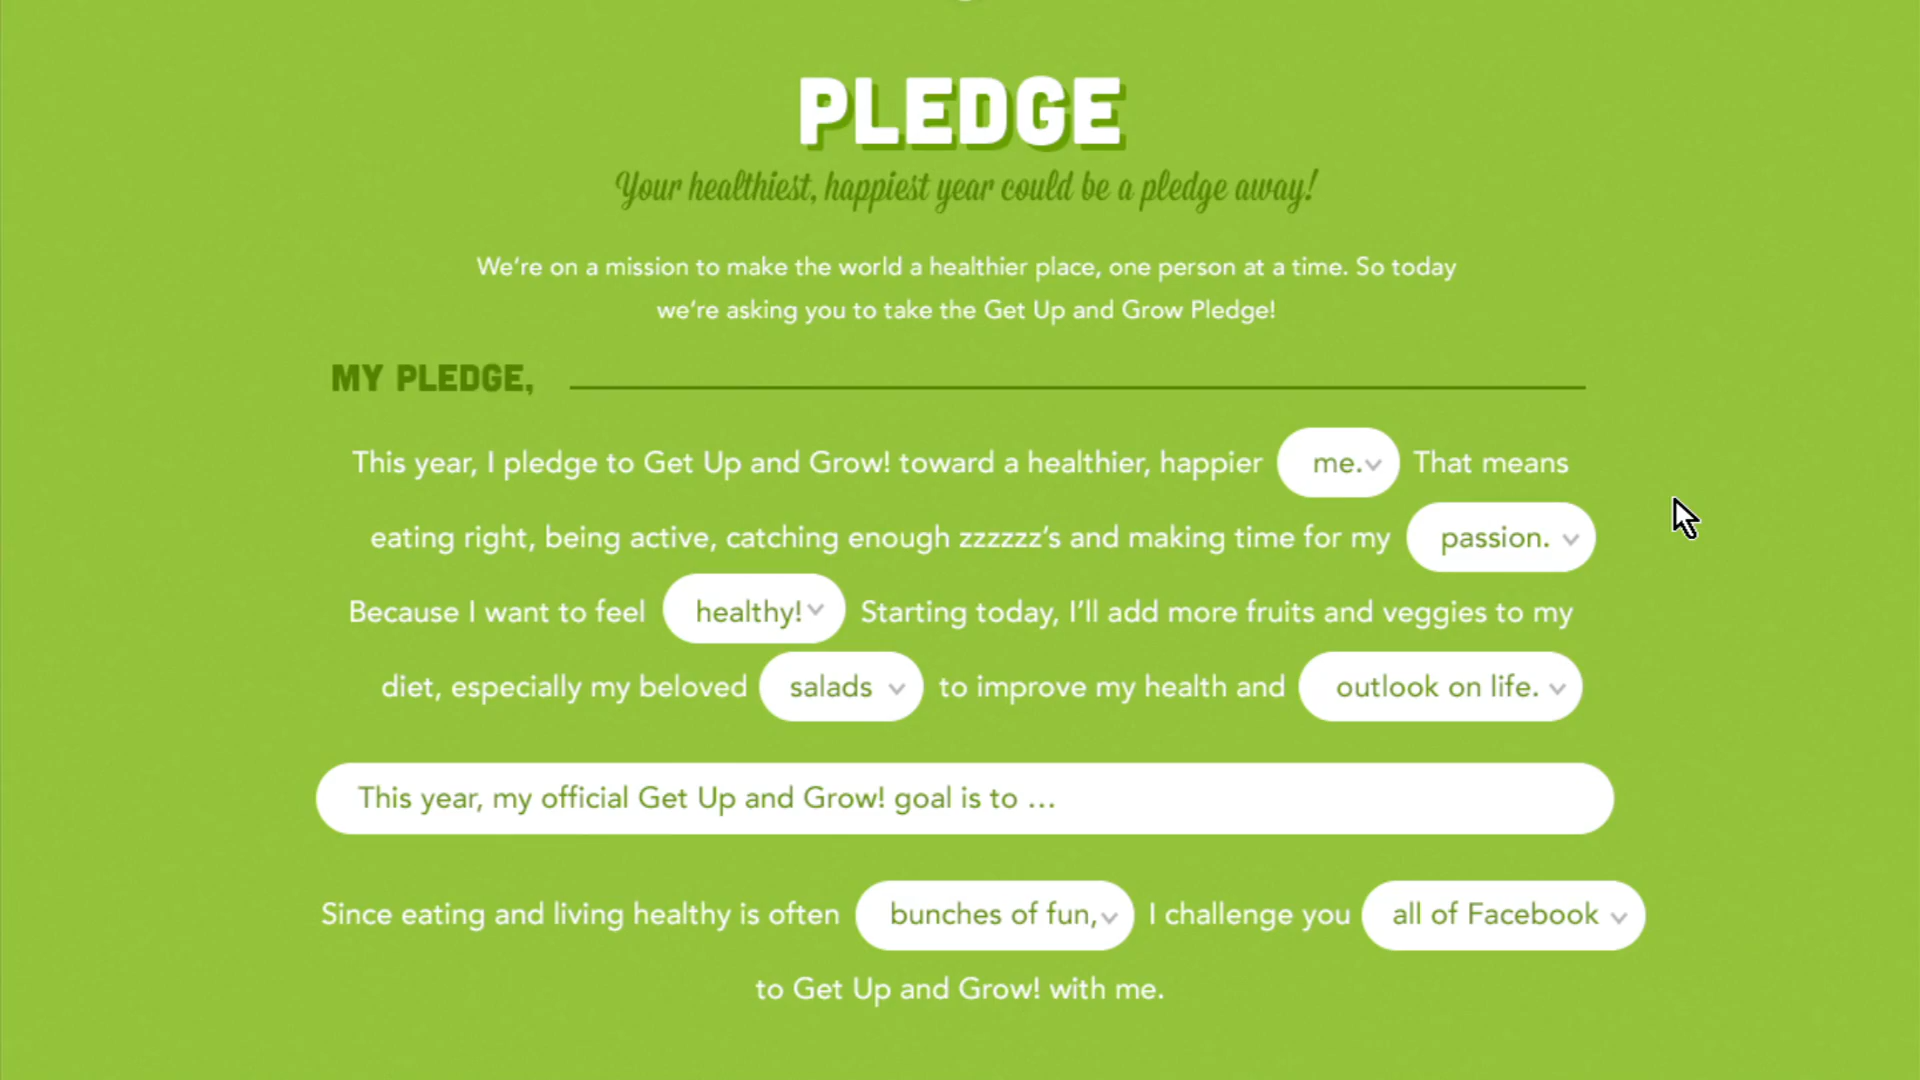 PLEDGE
Your healthiest, happiest year could be a pledge away!
We're on a mission to make the world a healthier place, one person at a time. So today
we're asking you to take the Get Up and Grow Pledge!
MY PLEDGE,
This year, I pledge to Get Up and Grow! toward a healthier, happier me. That means
eating right, being active, catching enough zzzzzz's and making time for my passion.
Because I want to feel healthy! Starting today, I'll add more fruits and veggies to my
diet, especially my beloved salads to improve my health and outlook on life.
This year, my official Get Up and Grow! goal is to ...
Since eating and living healthy is often bunches of fun, I challenge you all of Facebook
to Get Up and Grow! with me.